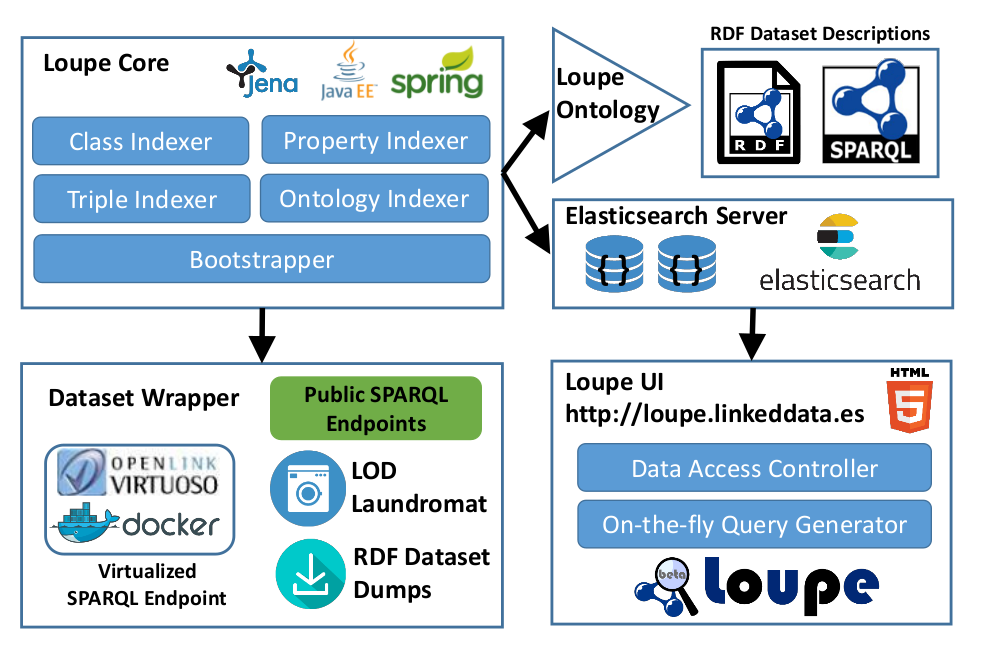 Loupe Core
Jena
Java EE
spring
Class Indexer
Property Indexer
Triple Indexer
Ontology Indexer
Bootstrapper
Loupe
Ontology
RDF Dataset Descriptions
RDF
SPARQL
Elasticsearch Server
{ }
{ }
elasticsearch
Dataset Wrapper
Public SPARQL
Endpoints
OPENLINK
VIRTUOSO
docker
Virtualized
SPARQL Endpoint
LOD
Laundromat
RDF Dataset
Dumps
Loupe UI
http://loupe.linkeddata.es
HTML
5
Data Access Controller
On-the-fly Query Generator
beta
Loupe